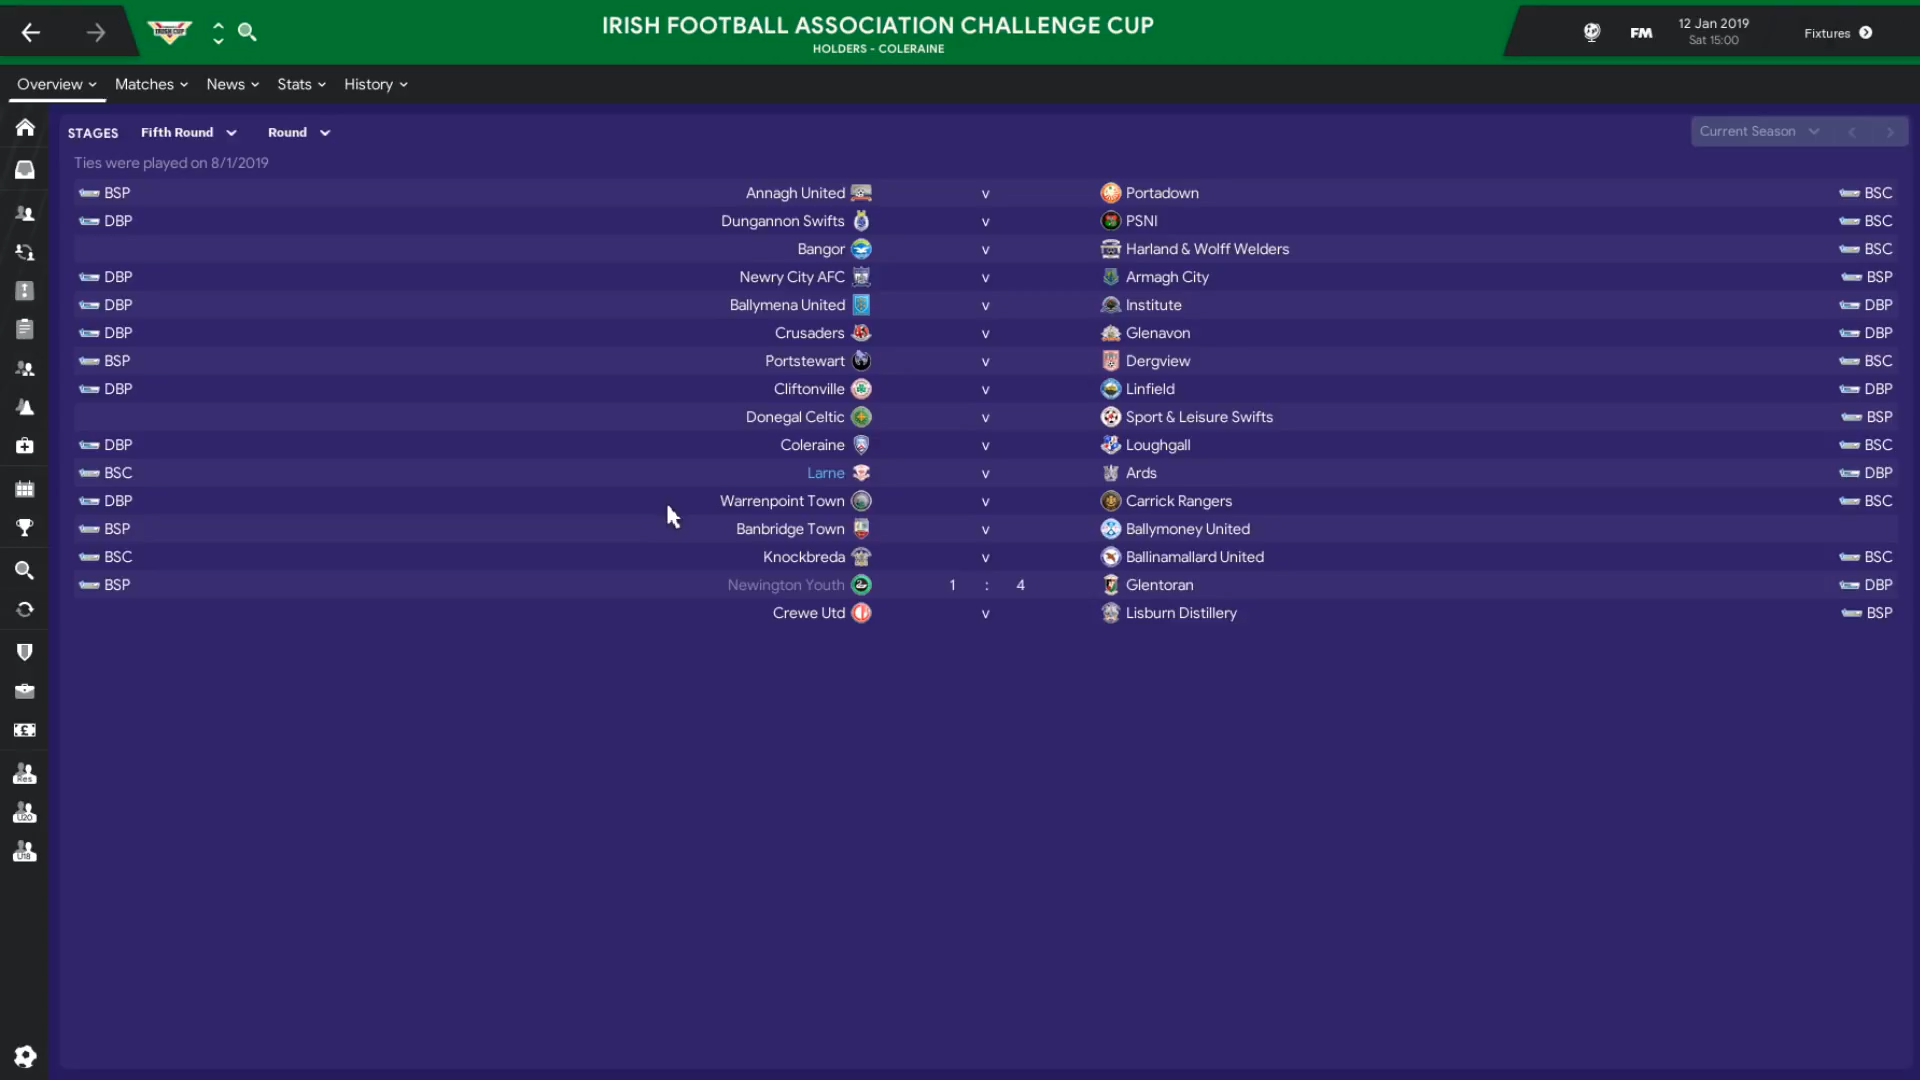 IRISH FOOTBALL ASSOCIATION CHALLENGE CUP
HOLDERS - COLERAINE
FM
12 Jan 2019
Sat 15:00
Fixtures
Overview
Matches
News
Stats
History
STAGES Fifth Round Round
Current Season
Ties were played on 8/1/2019
BSP Annagh United v Portadown BSC
DBP Dungannon Swifts v PSNI BSC
Bangor v Harland & Wolff Welders BSC
DBP Newry City AFC v Armagh City BSP
DBP Ballymena United v Institute DBP
DBP Crusaders v Glenavon DBP
BSP Portstewart v Dergview BSC
DBP Cliftonville v Linfield DBP
Donegal Celtic v Sport & Leisure Swifts BSP
DBP Coleraine v Loughgall BSC
BSC Larne v Ards DBP
DBP Warrenpoint Town v Carrick Rangers BSC
BSP Banbridge Town v Ballymoney United
BSC Knockbreda v Ballinamallard United BSC
BSP Newington Youth 1 : 4 Glentoran DBP
Crewe Utd v Lisburn Distillery BSP
Res
U20
U18